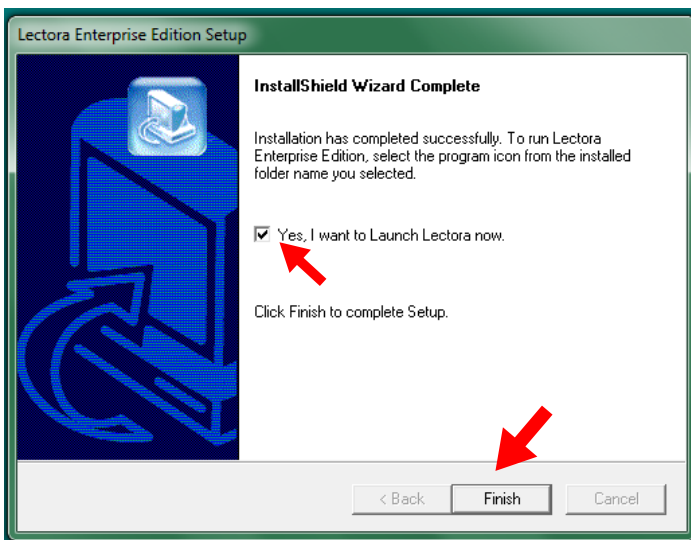 Lectora Enterprise Edition Setup
InstallShield Wizard Complete
Installation has completed successfully. To run Lectora
Enterprise Edition, select the program icon from the installed
folder name you selected.
Yes, I want to Launch Lectora now.
Click Finish to complete Setup.
< Back Finish Cancel